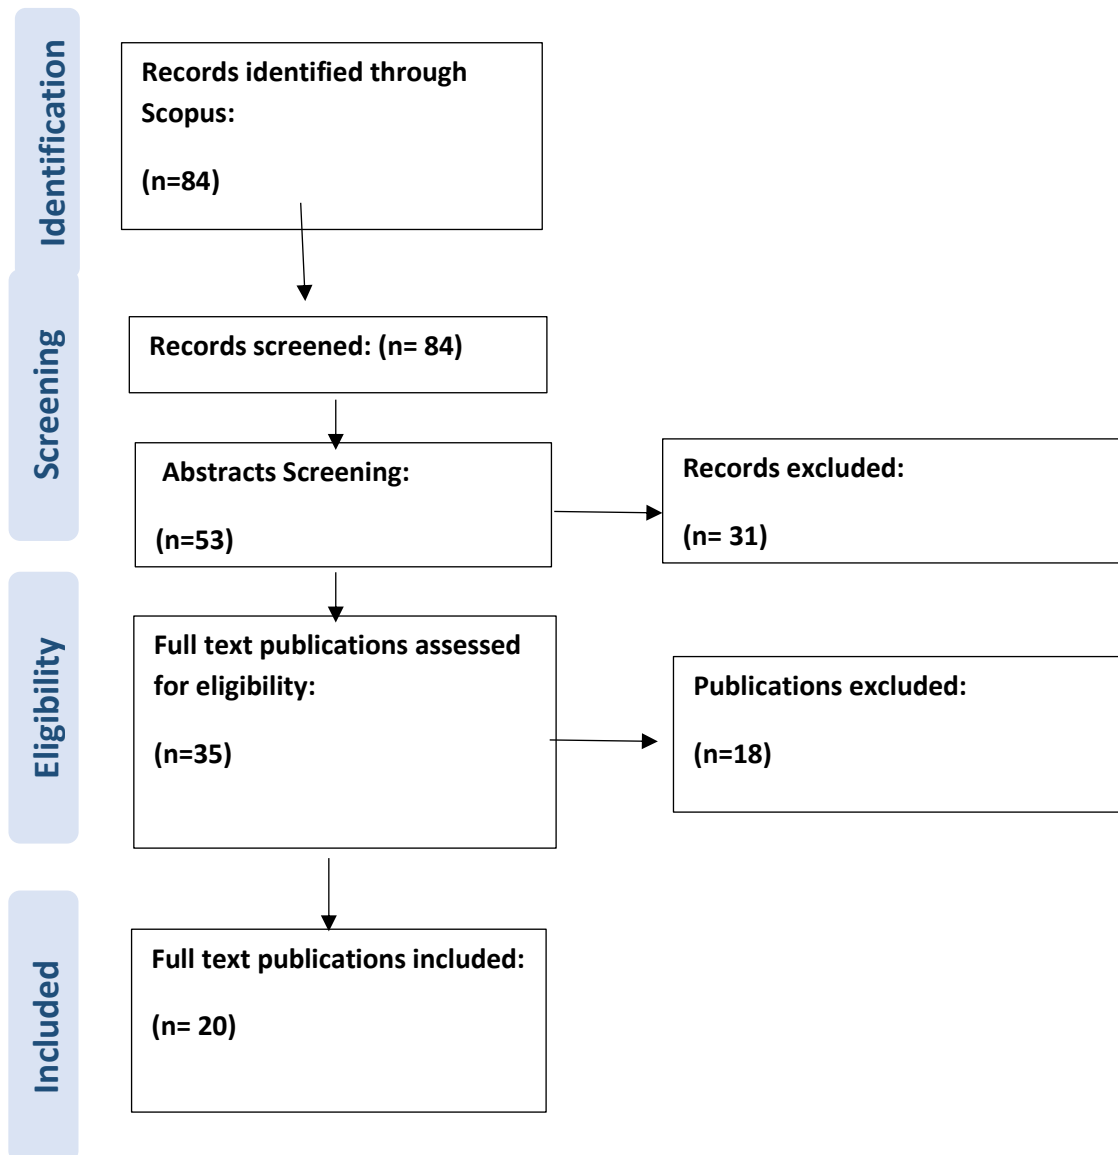 Identification
Records identified through
Scopus:
(n=84)
Screening
Records screened: (n= 84)
Abstracts Screening:
(n=53)
Records excluded:
(n= 31)
Eligibility
Full text publications assessed
for eligibility:
(n=35)
Publications excluded:
(n=18)
Included
Full text publications included:
(n= 20)